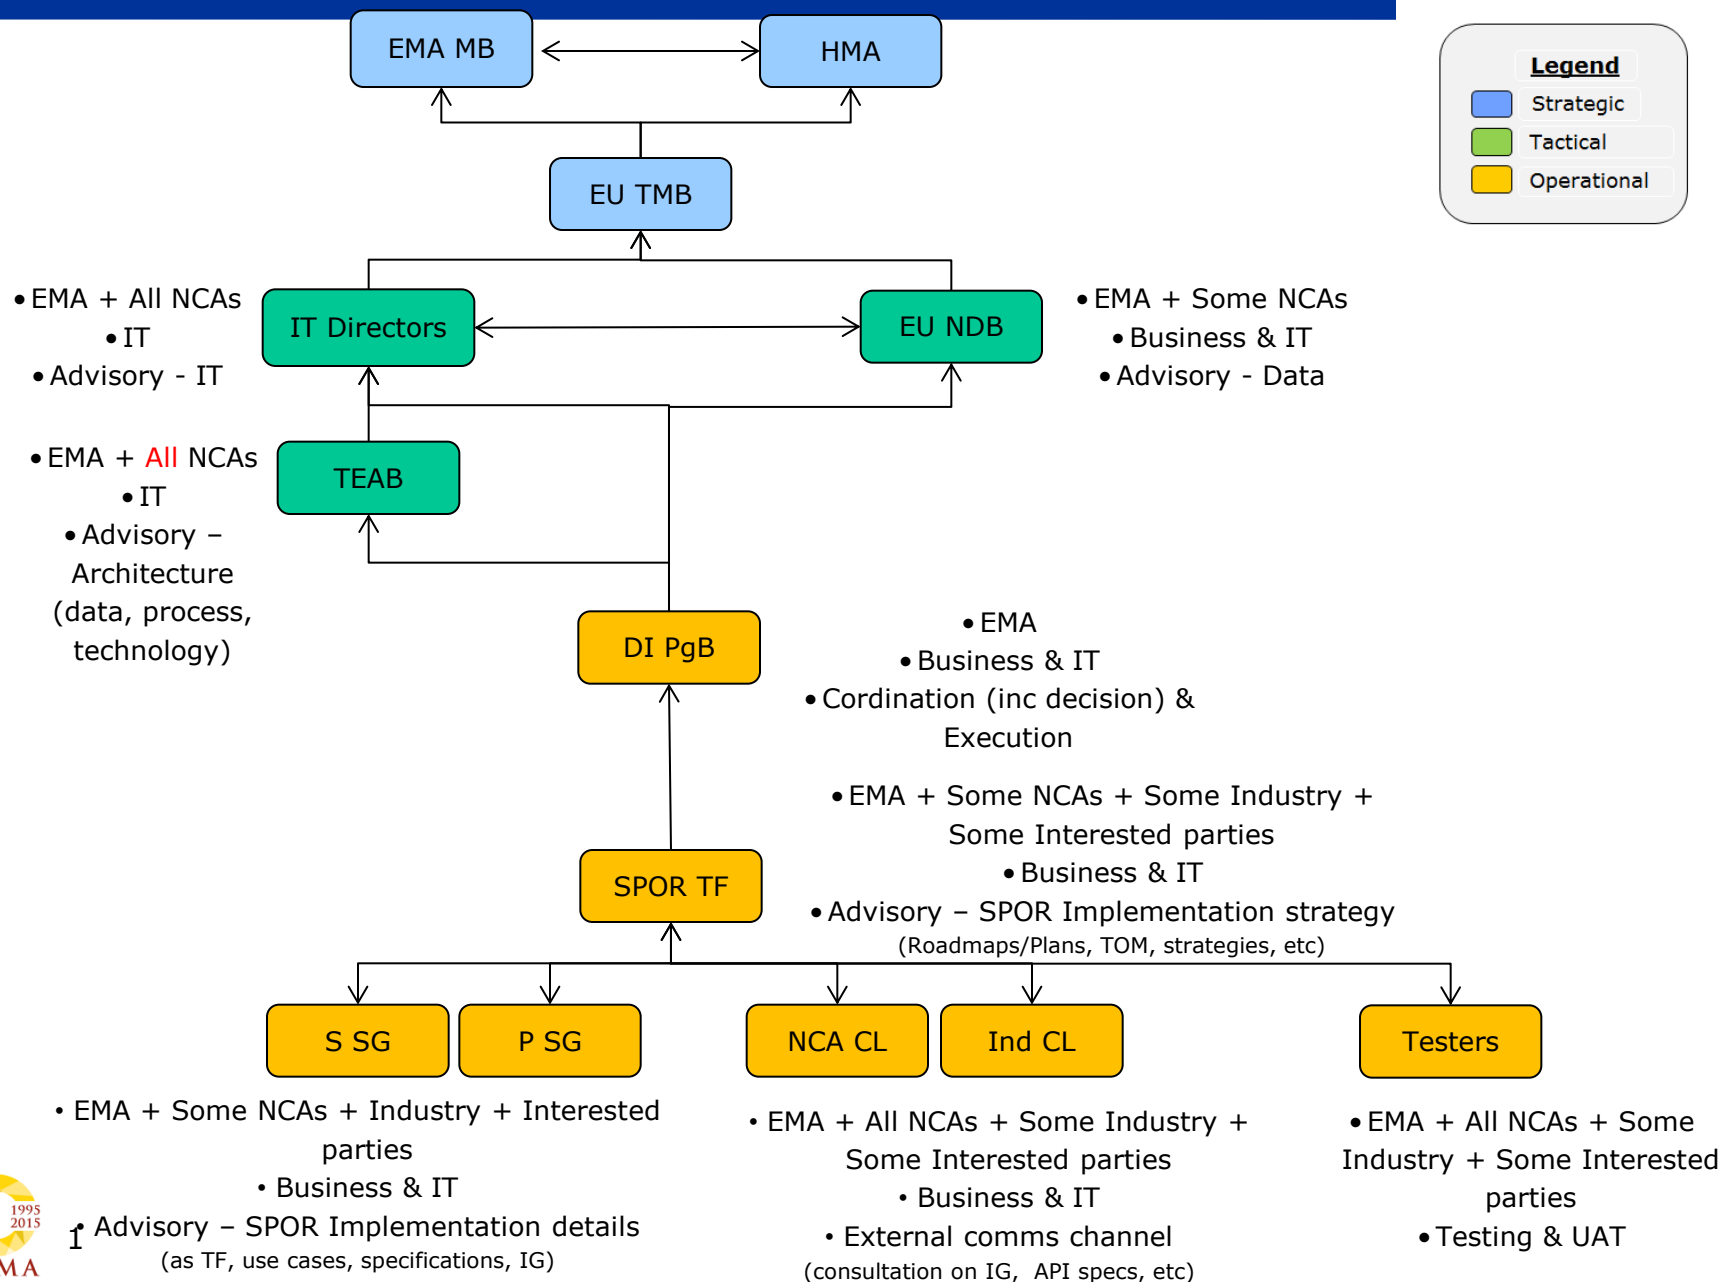 EMA MB
HMA
Legend
Strategic
Tactical
Operational
EU TMB
• EMA + All NCAs
• IT
• Advisory - IT
IT Directors
EU NDB
• EMA + Some NCAs
• Business & IT
• Advisory - Data
• EMA + All NCAs
• IT
• Advisory –
Architecture
(data, process,
technology)
TEAB
DI PgB
• EMA
• Business & IT
• Cordination (inc decision) &
Execution
• EMA + Some NCAs + Some Industry +
Some Interested parties
• Business & IT
• Advisory – SPOR Implementation strategy
(Roadmaps/Plans, TOM, strategies, etc)
SPOR TF
S SG
P SG
NCA CL
Ind CL
Testers
• EMA + Some NCAs + Industry + Interested
parties
• Business & IT
• Advisory – SPOR Implementation details
(as TF, use cases, specifications, IG)
• EMA + All NCAs + Some Industry +
Some Interested parties
• Business & IT
• External comms channel
(consultation on IG, API specs, etc)
• EMA + All NCAs + Some
Industry + Some Interested
parties
• Testing & UAT
1995
2015
1
MA